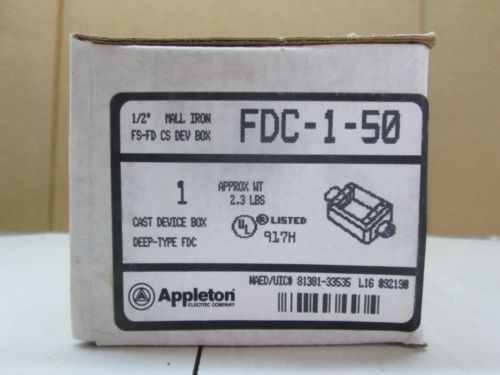 1/2" MALL IRON
FS-FD CS DEV BOX
FDC-1-50
1
APPROX WT
2.3 LBS
CAST DEVICE BOX
DEEP-TYPE FDC
UL ® LISTED
917H
NAED/UIC# 81381-33535 L16 092190
A Appleton
ELECTRIC COMPANY